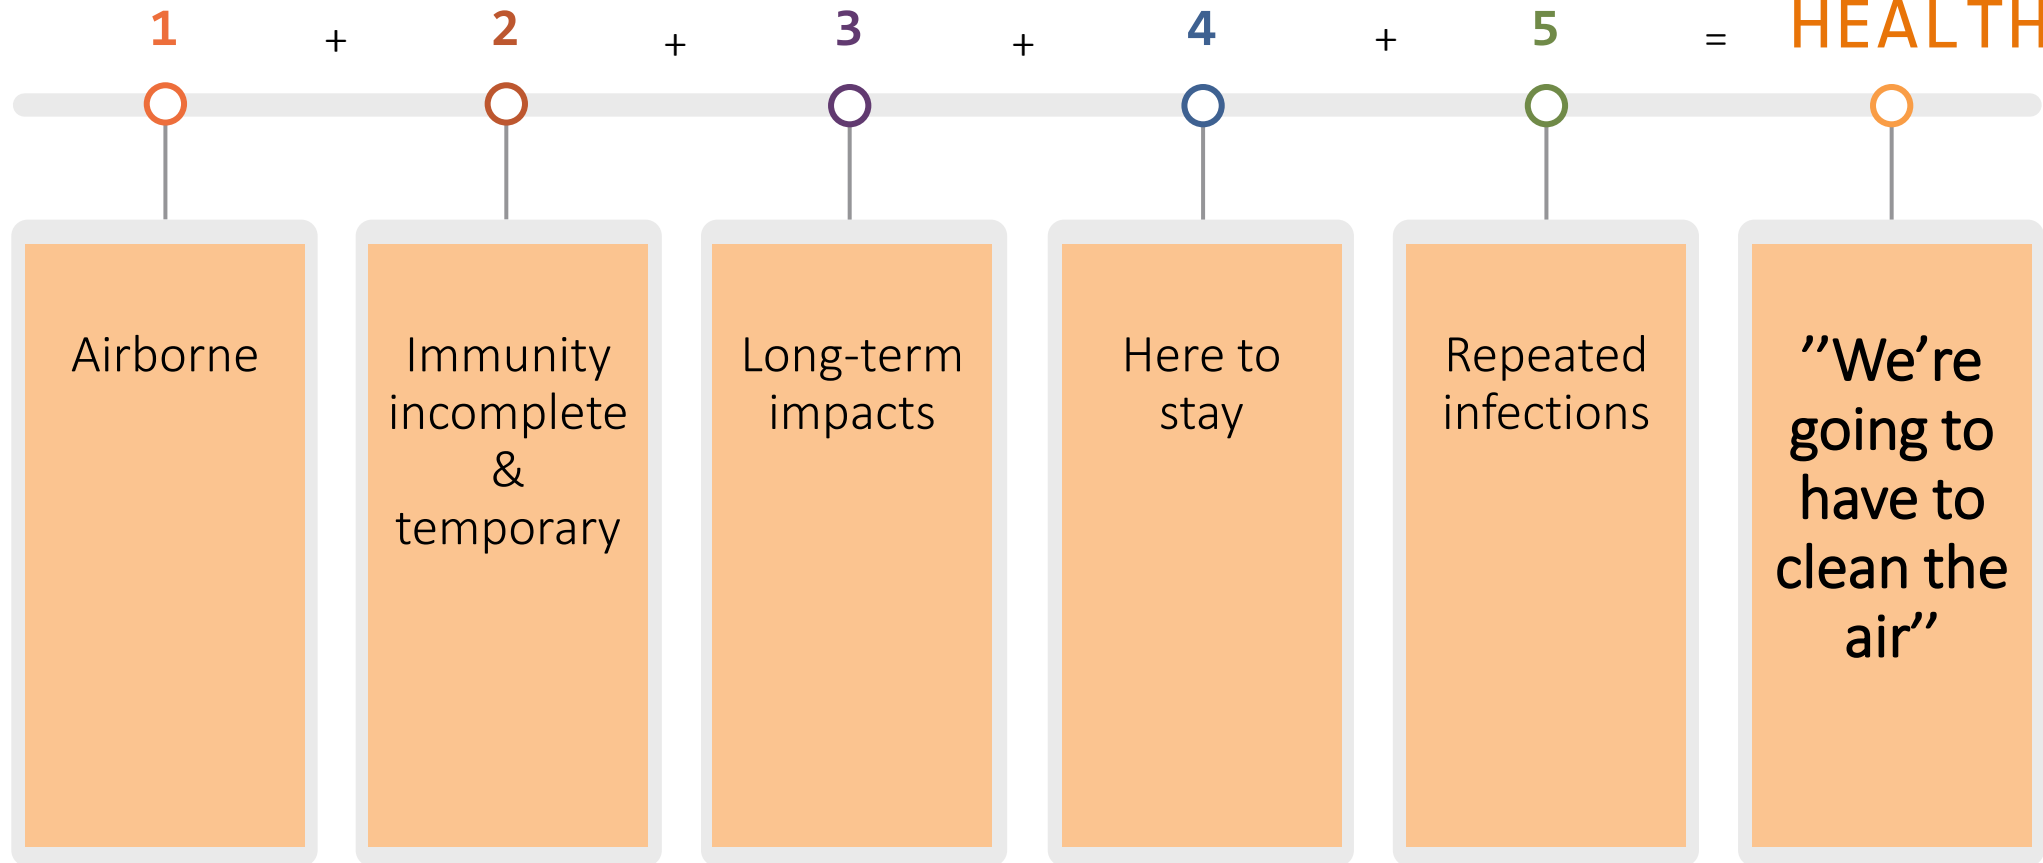 1 + 2 + 3 + 4 + 5 = HEALTH
Airborne
Immunity
incomplete
&
temporary
Long-term
impacts
Here to
stay
Repeated
infections
’’We’re
going to
have to
clean the
air’’